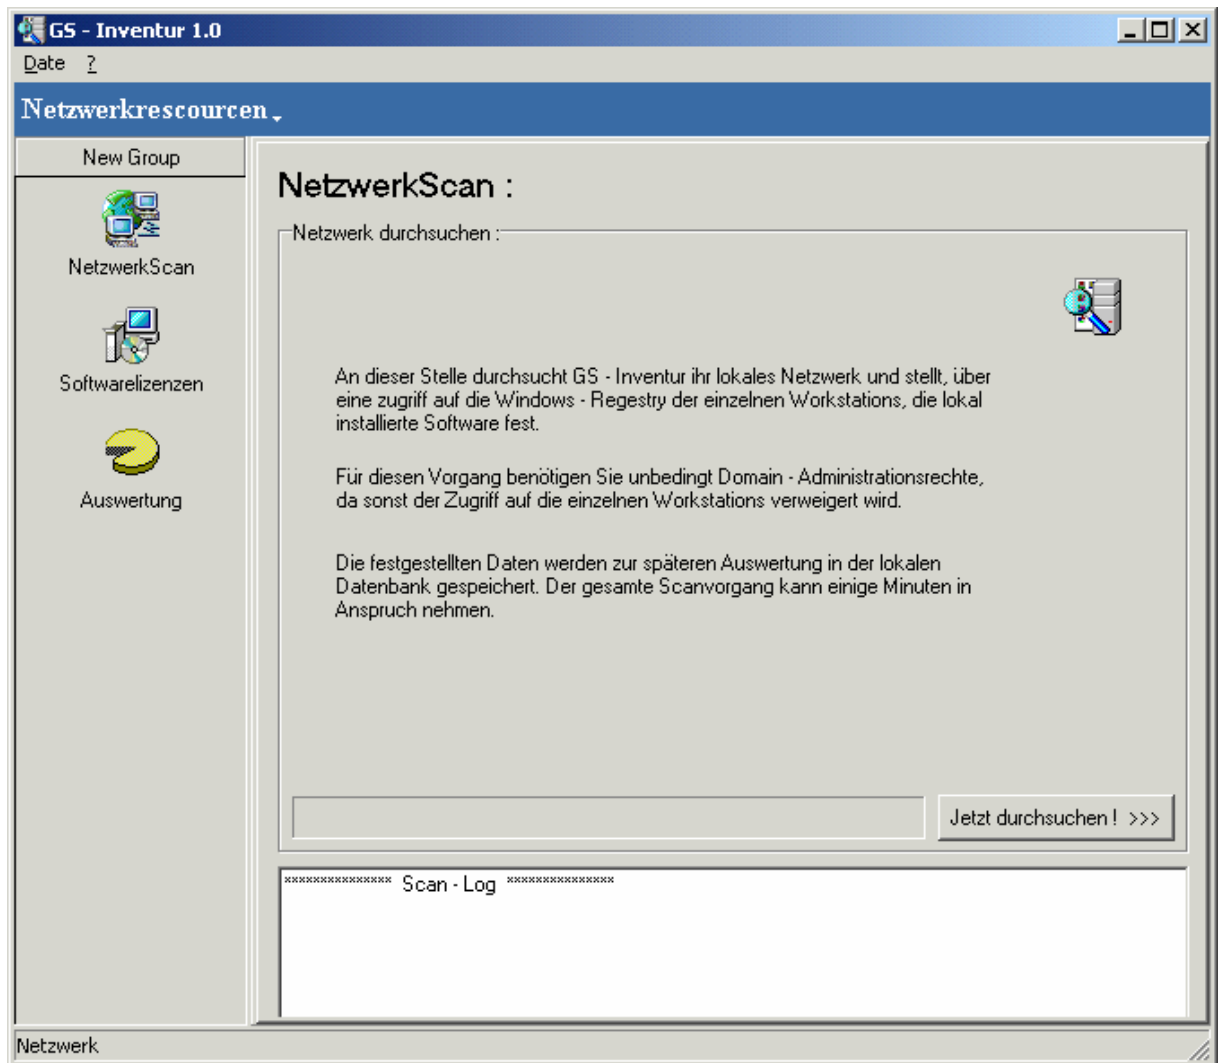 GS - Inventur 1.0
Date ?
Netzwerkrescourcen
New Group
NetzwerkScan
Softwarelizenzen
Auswertung
NetzwerkScan :
Netzwerk durchsuchen :
An dieser Stelle durchsucht GS - Inventur ihr lokales Netzwerk und stellt, über
eine zugriff auf die Windows - Regestry der einzelnen Workstations, die lokal
installierte Software fest.
Für diesen Vorgang benötigen Sie unbedingt Domain - Administrationsrechte,
da sonst der Zugriff auf die einzelnen Workstations verweigert wird.
Die festgestellten Daten werden zur späteren Auswertung in der lokalen
Datenbank gespeichert. Der gesamte Scanvorgang kann einige Minuten in
Anspruch nehmen.
Jetzt durchsuchen ! >>>
*************** Scan - Log ***************
Netzwerk